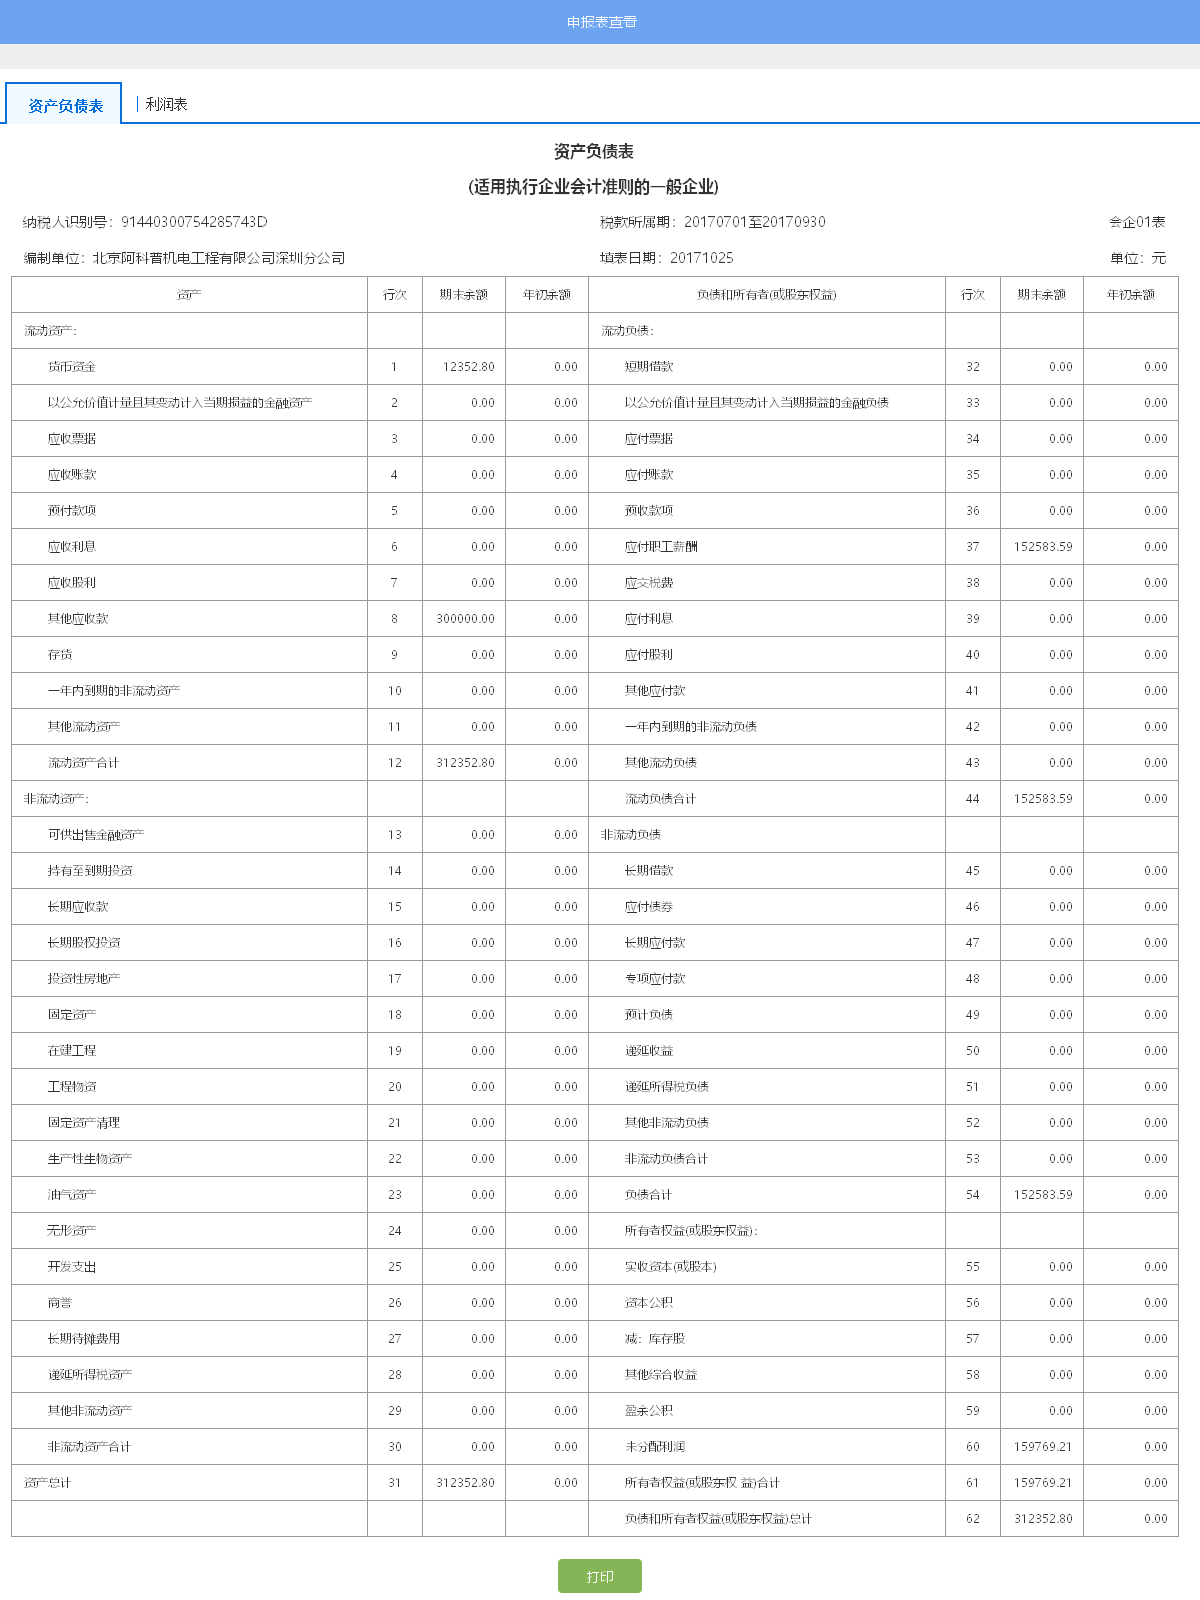 申报表查看
资产负债表 利润表
资产负债表
(适用执行企业会计准则的一般企业)
纳税人识别号：91440300754285743D 税款所属期：20170701至20170930 会企01表
编制单位：北京阿科普机电工程有限公司深圳分公司 填表日期：20171025 单位：元
资产 行次 期末余额 年初余额 负债和所有者(或股东权益) 行次 期末余额 年初余额
流动资产： 流动负债：
货币资金 1 12352.80 0.00 短期借款 32 0.00 0.00
以公允价值计量且其变动计入当期损益的金融资产 2 0.00 0.00 以公允价值计量且其变动计入当期损益的金融负债 33 0.00 0.00
应收票据 3 0.00 0.00 应付票据 34 0.00 0.00
应收账款 4 0.00 0.00 应付账款 35 0.00 0.00
预付款项 5 0.00 0.00 预收款项 36 0.00 0.00
应收利息 6 0.00 0.00 应付职工薪酬 37 152583.59 0.00
应收股利 7 0.00 0.00 应交税费 38 0.00 0.00
其他应收款 8 300000.00 0.00 应付利息 39 0.00 0.00
存货 9 0.00 0.00 应付股利 40 0.00 0.00
一年内到期的非流动资产 10 0.00 0.00 其他应付款 41 0.00 0.00
其他流动资产 11 0.00 0.00 一年内到期的非流动负债 42 0.00 0.00
流动资产合计 12 312352.80 0.00 其他流动负债 43 0.00 0.00
非流动资产： 流动负债合计 44 152583.59 0.00
可供出售金融资产 13 0.00 0.00 非流动负债
持有至到期投资 14 0.00 0.00 长期借款 45 0.00 0.00
长期应收款 15 0.00 0.00 应付债券 46 0.00 0.00
长期股权投资 16 0.00 0.00 长期应付款 47 0.00 0.00
投资性房地产 17 0.00 0.00 专项应付款 48 0.00 0.00
固定资产 18 0.00 0.00 预计负债 49 0.00 0.00
在建工程 19 0.00 0.00 递延收益 50 0.00 0.00
工程物资 20 0.00 0.00 递延所得税负债 51 0.00 0.00
固定资产清理 21 0.00 0.00 其他非流动负债 52 0.00 0.00
生产性生物资产 22 0.00 0.00 非流动负债合计 53 0.00 0.00
油气资产 23 0.00 0.00 负债合计 54 152583.59 0.00
无形资产 24 0.00 0.00 所有者权益(或股东权益)：
开发支出 25 0.00 0.00 实收资本(或股本) 55 0.00 0.00
商誉 26 0.00 0.00 资本公积 56 0.00 0.00
长期待摊费用 27 0.00 0.00 减：库存股 57 0.00 0.00
递延所得税资产 28 0.00 0.00 其他综合收益 58 0.00 0.00
其他非流动资产 29 0.00 0.00 盈余公积 59 0.00 0.00
非流动资产合计 30 0.00 0.00 未分配利润 60 159769.21 0.00
资产总计 31 312352.80 0.00 所有者权益(或股东权 益)合计 61 159769.21 0.00
负债和所有者权益(或股东权益)总计 62 312352.80 0.00
打印